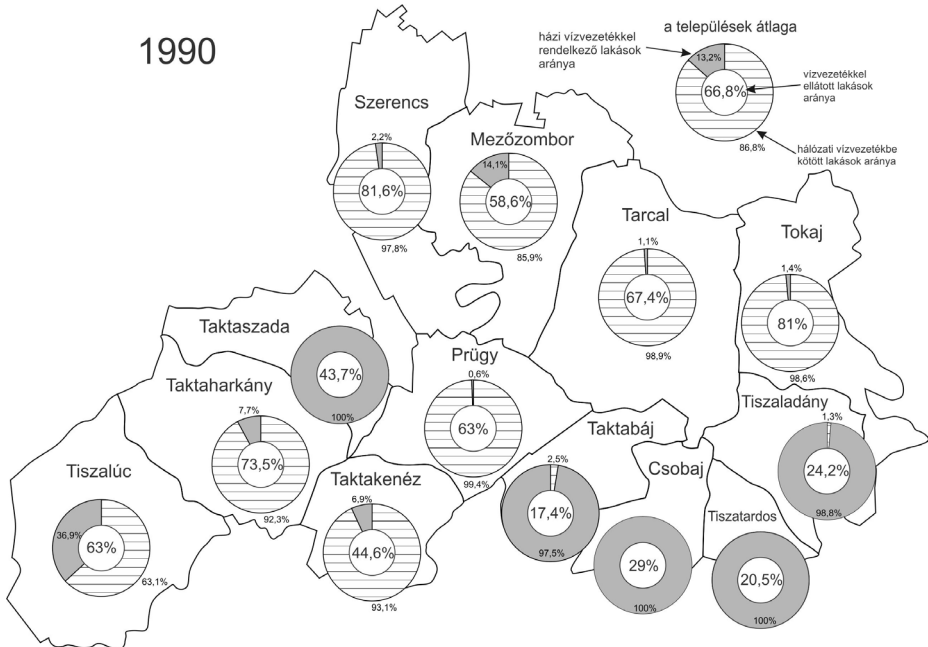 1990
a települések átlaga
házi vízvezetékkel
rendelkező lakások
aránya
13,2%
66,8%
vízvezetékkel
ellátott lakások
aránya
86,8%
hálózati vízvezetékbe
kötött lakások aránya
Szerencs
2,2%
81,6%
97,8%
Mezőzombor
14,1%
58,6%
85,9%
Tarcal
1,1%
67,4%
98,9%
Tokaj
1,4%
81%
98,6%
Taktaszada
43,7%
100%
Prügy
0,6%
63%
99,4%
Taktaharkány
7,7%
73,5%
92,3%
Tiszaladány
1,3%
24,2%
98,8%
Taktabáj
2,5%
17,4%
97,5%
Csobaj
29%
100%
Tiszatardos
20,5%
100%
Taktakenéz
6,9%
44,6%
93,1%
Tiszalúc
36,9%
63%
63,1%